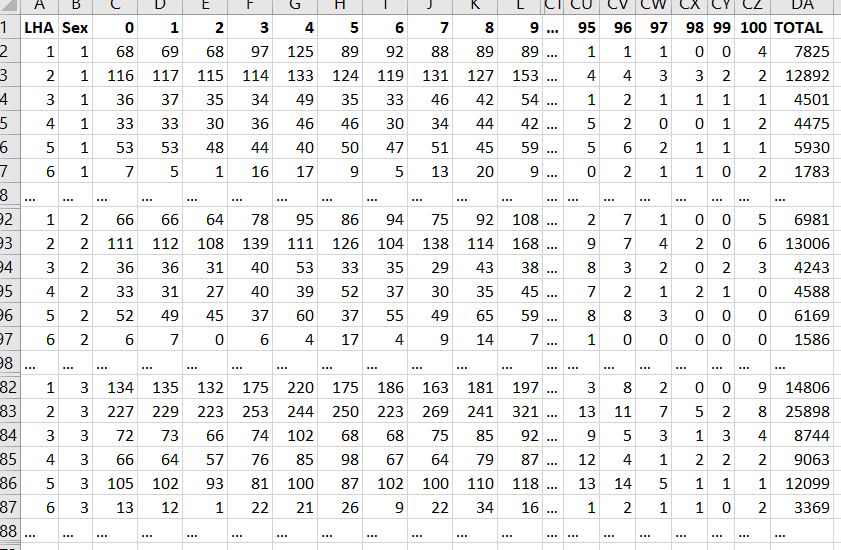 A B C D E F G H I J K L CT CU CV CW CX CY CZ DA
1 LHA Sex 0 1 2 3 4 5 6 7 8 9 ... 95 96 97 98 99 100 TOTAL
2 1 1 68 69 68 97 125 89 92 88 89 89 ... 1 1 1 0 0 4 7825
3 2 1 116 117 115 114 133 124 119 131 127 153 ... 4 4 3 3 2 2 12892
4 3 1 36 37 35 34 49 35 33 46 42 54 ... 1 2 1 1 1 1 4501
5 4 1 33 33 30 36 46 46 30 34 44 42 ... 5 2 0 0 1 2 4475
6 5 1 53 53 48 44 40 50 47 51 45 59 ... 5 6 2 1 1 1 5930
7 6 1 7 5 1 16 17 9 5 13 20 9 ... 0 2 1 1 0 2 1783
8 ... ... ... ... ... ... ... ... ... ... ... ... ... ... ... ... ... ... ... ...
92 1 2 66 66 64 78 95 86 94 75 92 108 ... 2 7 1 0 0 5 6981
93 2 2 111 112 108 139 111 126 104 138 114 168 ... 9 7 4 2 0 6 13006
94 3 2 36 36 31 40 53 33 35 29 43 38 ... 8 3 2 0 2 3 4243
95 4 2 33 31 27 40 39 52 37 30 35 45 ... 7 2 1 2 1 0 4588
96 5 2 52 49 45 37 60 37 55 49 65 59 ... 8 8 3 0 0 0 6169
97 6 2 6 7 0 6 4 17 4 9 14 7 ... 1 0 0 0 0 0 1586
98 ... ... ... ... ... ... ... ... ... ... ... ... ... ... ... ... ... ... ... ...
82 1 3 134 135 132 175 220 175 186 163 181 197 ... 3 8 2 0 0 9 14806
83 2 3 227 229 223 253 244 250 223 269 241 321 ... 13 11 7 5 2 8 25898
84 3 3 72 73 66 74 102 68 68 75 85 92 ... 9 5 3 1 3 4 8744
85 4 3 66 64 57 76 85 98 67 64 79 87 ... 12 4 1 2 2 2 9063
86 5 3 105 102 93 81 100 87 102 100 110 118 ... 13 14 5 1 1 1 12099
87 6 3 13 12 1 22 21 26 9 22 34 16 ... 1 2 1 1 0 2 3369
88 ... ... ... ... ... ... ... ... ... ... ... ... ... ... ... ... ... ... ... ...